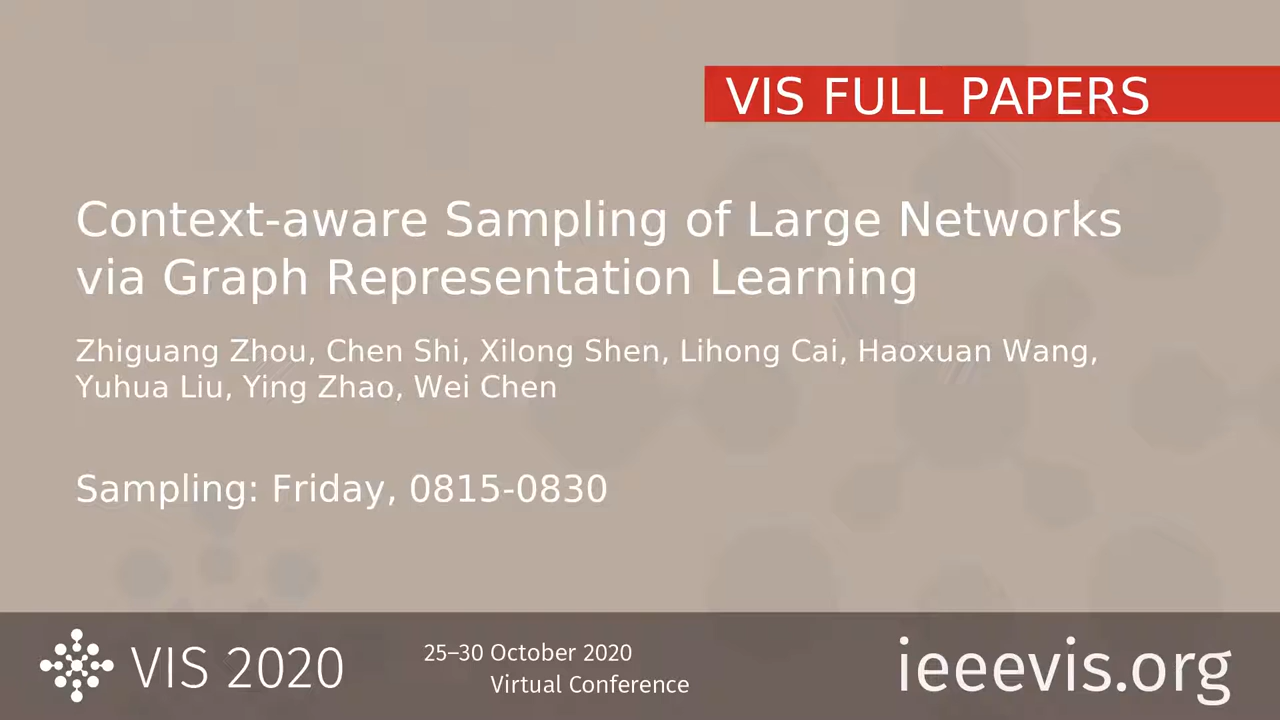 VIS FULL PAPERS
Context-aware Sampling of Large Networks
via Graph Representation Learning
Zhiguang Zhou, Chen Shi, Xilong Shen, Lihong Cai, Haoxuan Wang,
Yuhua Liu, Ying Zhao, Wei Chen
Sampling: Friday, 0815-0830
VIS 2020
25–30 October 2020
Virtual Conference
ieeevis.org